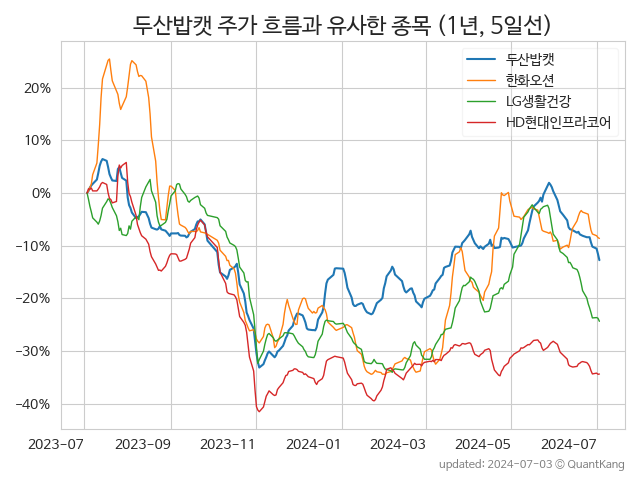 두산밥캣 주가 흐름과 유사한 종목 (1년, 5일선)
두산밥캣
한화오션
LG생활건강
HD현대인프라코어
20%
10%
0%
−10%
−20%
−30%
−40%
2023-07 2023-09 2023-11 2024-01 2024-03 2024-05 2024-07
updated: 2024-07-03 © QuantKang